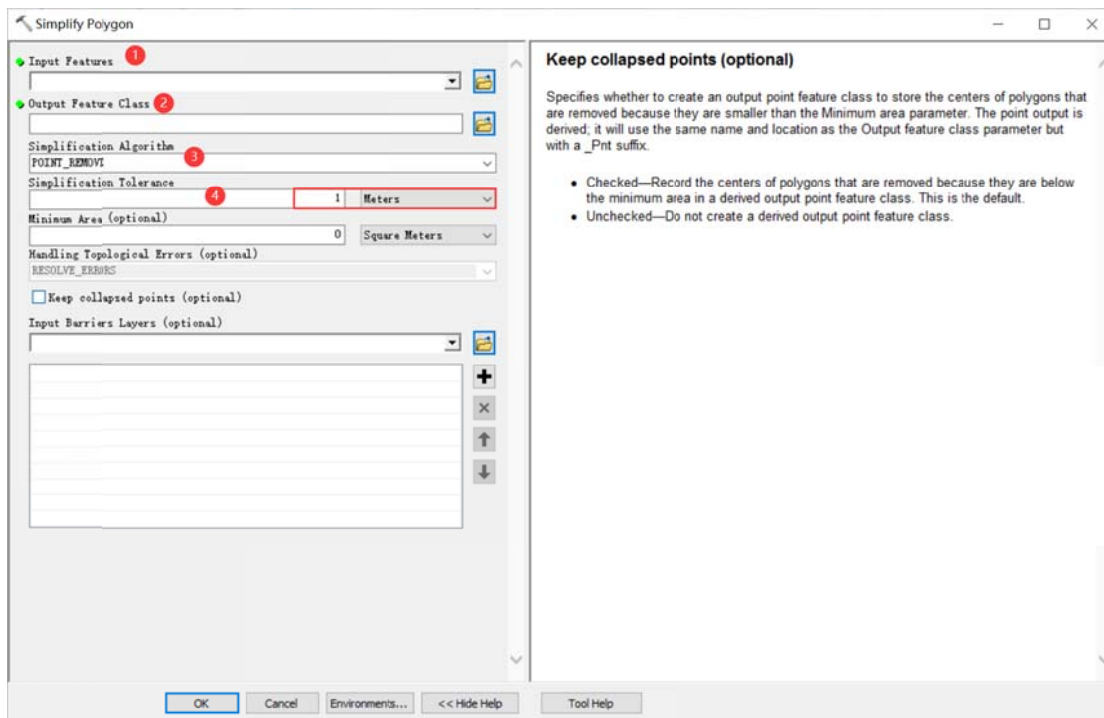 Simplify Polygon
Input Features 1
Output Feature Class 2
Simplification Algorithm 3
POINT_REMOVI
Simplification Tolerance
4 1 Meters
Minimum Area (optional)
0 Square Meters
Handling Topological Errors (optional)
RESOLVE_ERRORS
Keep collapsed points (optional)
Input Barriers Layers (optional)
OK Cancel Environments... << Hide Help Tool Help
Keep collapsed points (optional)
Specifies whether to create an output point feature class to store the centers of polygons that
are removed because they are smaller than the Minimum area parameter. The point output is
derived; it will use the same name and location as the Output feature class parameter but
with a _Pnt suffix.
• Checked—Record the centers of polygons that are removed because they are below
the minimum area in a derived output point feature class. This is the default.
• Unchecked—Do not create a derived output point feature class.